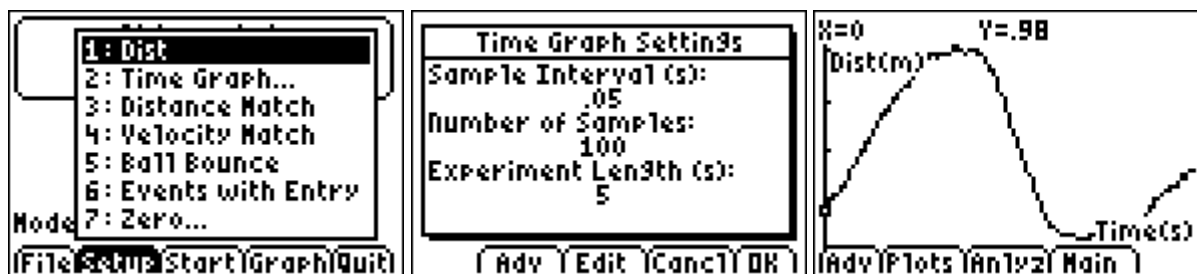 1: Dist
2: Time Graph...
3: Distance Match
4: Velocity Match
5: Ball Bounce
6: Events with Entry
7: Zero...
Mode
File Setup Start Graph Quit
Time Graph Settings
Sample Interval (s):
.05
Number of Samples:
100
Experiment Length (s):
5
Adv Edit Cancl OK
X=0 Y=.98
Dist(m)
Time(s)
Adv Plots Anlyz Main